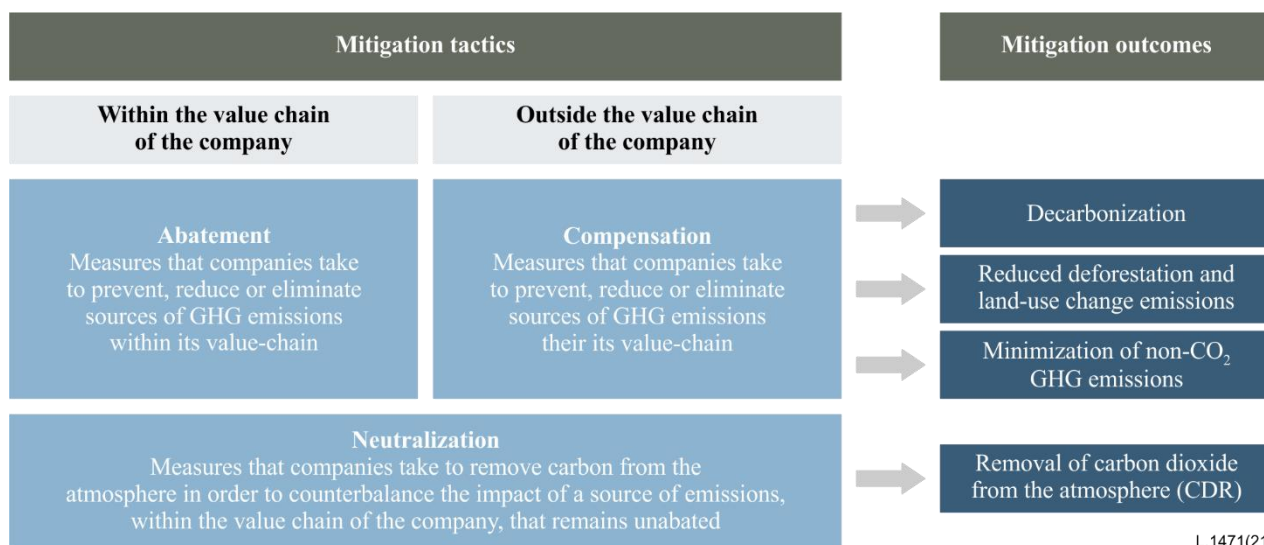 Mitigation tactics
Mitigation outcomes
Within the value chain
of the company
Outside the value chain
of the company
Abatement
Measures that companies take
to prevent, reduce or eliminate
sources of GHG emissions
within its value-chain
Compensation
Measures that companies take
to prevent, reduce or eliminate
sources of GHG emissions
their its value-chain
Decarbonization
Reduced deforestation and
land-use change emissions
Minimization of non-CO₂
GHG emissions
Neutralization
Measures that companies take to remove carbon from the
atmosphere in order to counterbalance the impact of a source of emissions,
within the value chain of the company, that remains unabated
Removal of carbon dioxide
from the atmosphere (CDR)
L.1471(21